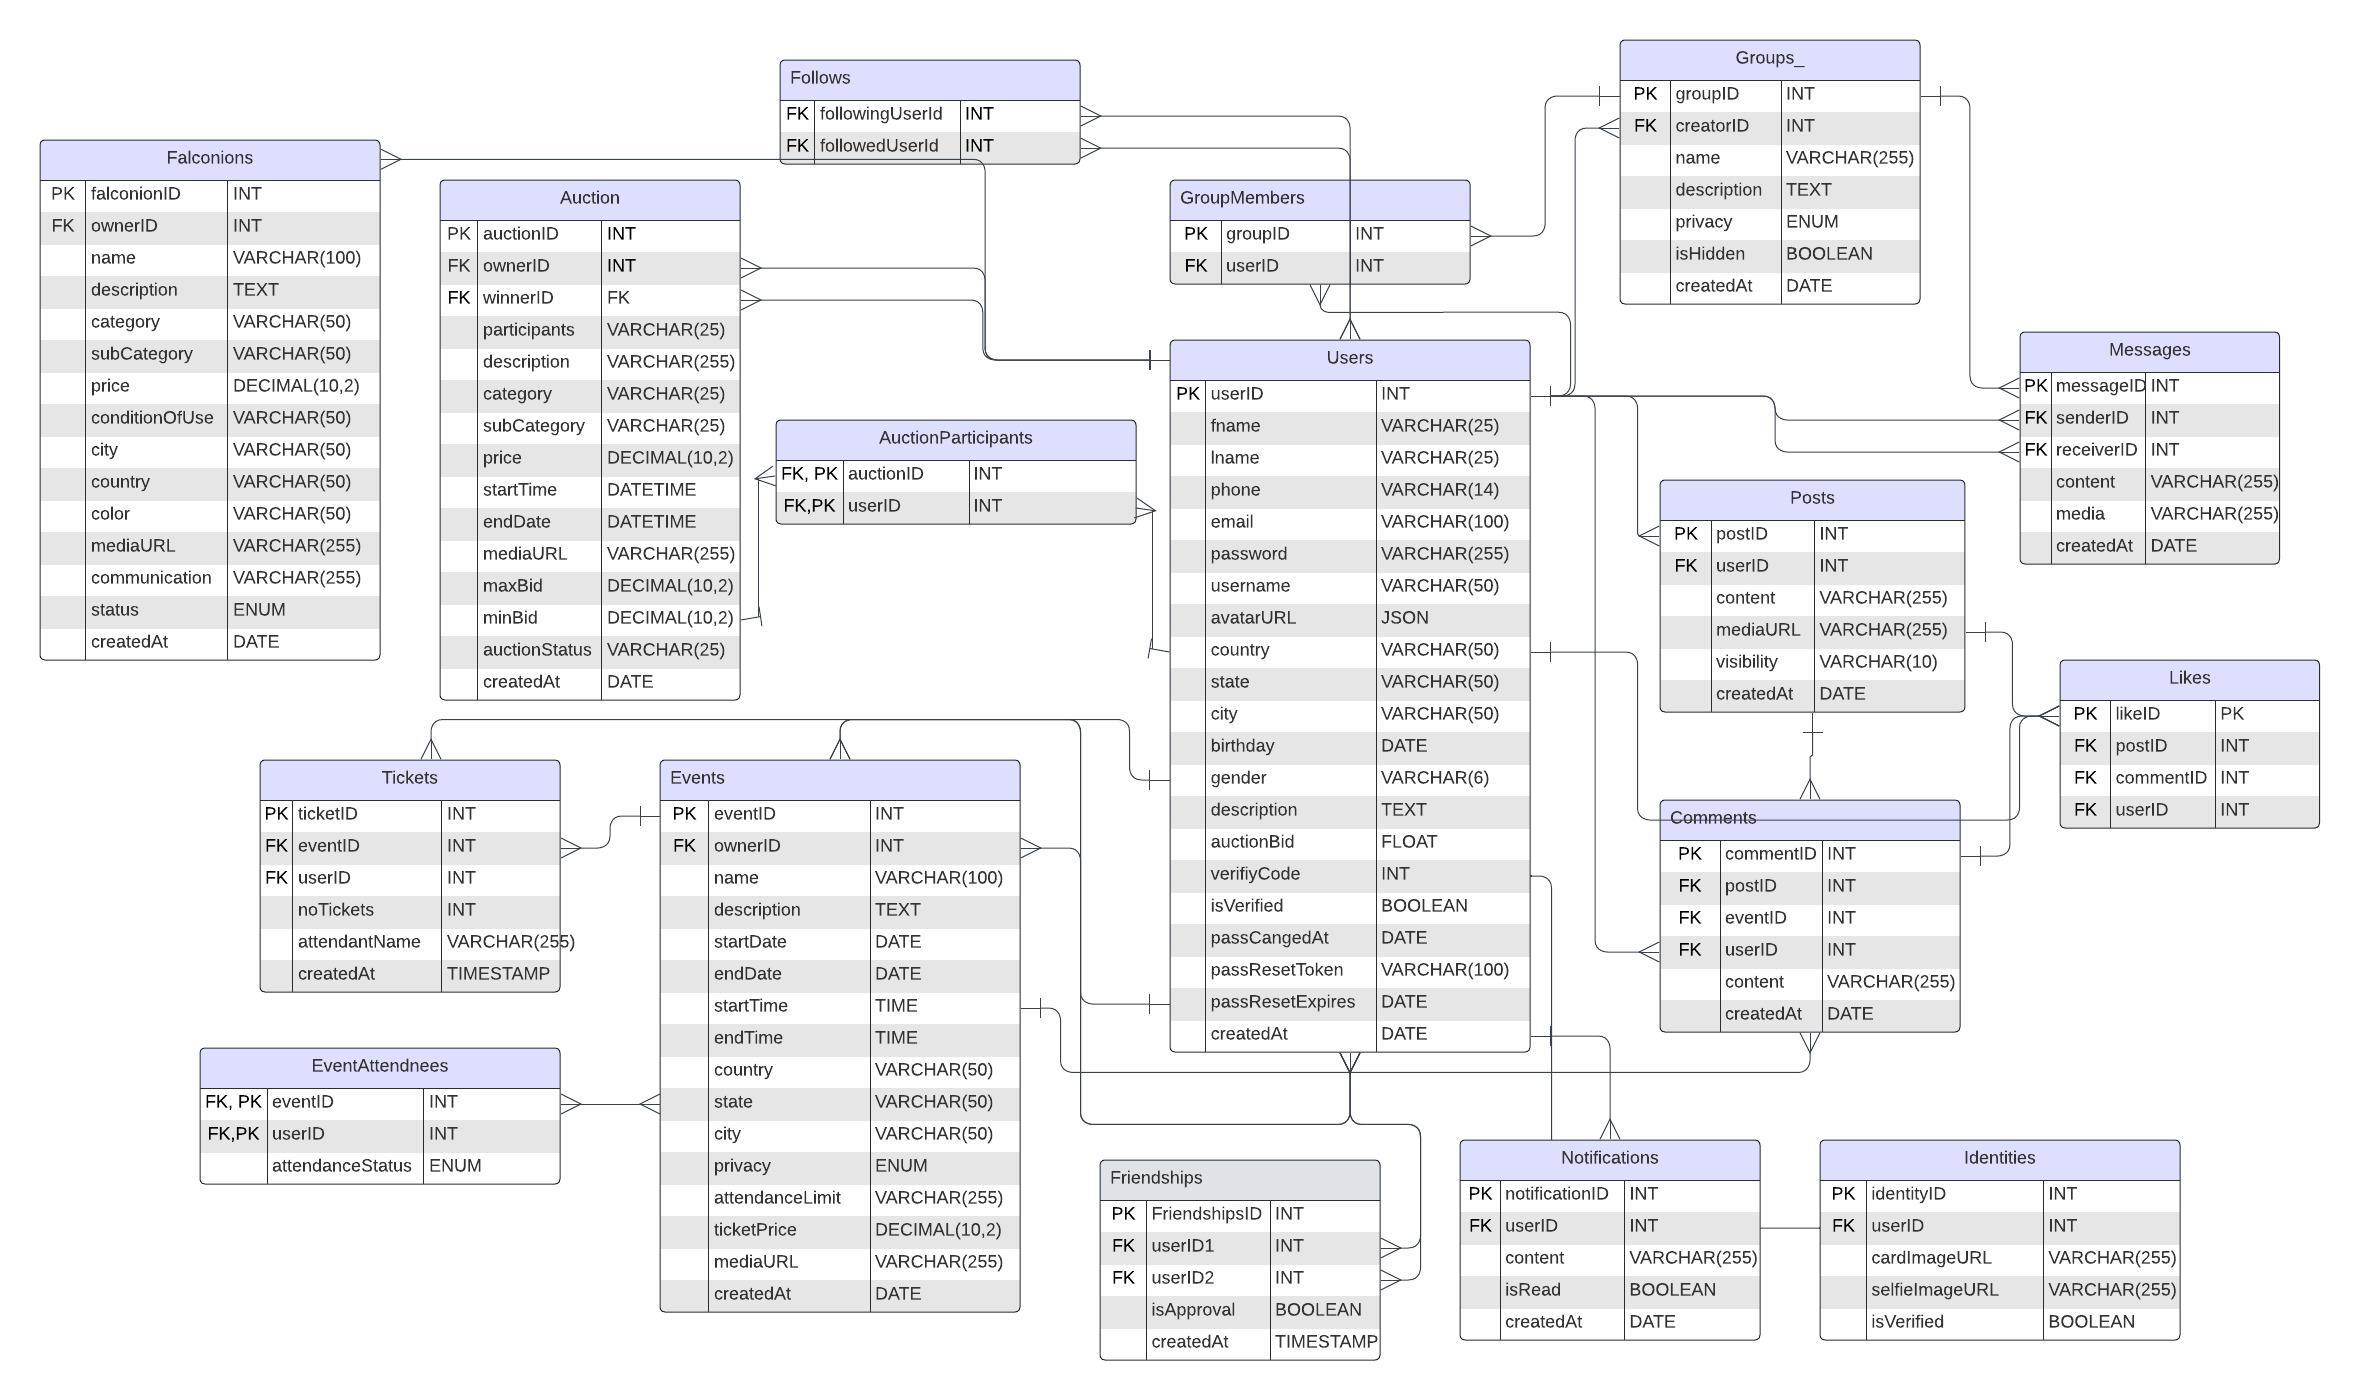 Follows
FK followingUserId INT
FK followedUserId INT
Groups_
PK groupID INT
FK creatorID INT
name VARCHAR(255)
description TEXT
privacy ENUM
isHidden BOOLEAN
createdAt DATE
Falconions
PK falconionID INT
FK ownerID INT
name VARCHAR(100)
description TEXT
category VARCHAR(50)
subCategory VARCHAR(50)
price DECIMAL(10,2)
conditionOfUse VARCHAR(50)
city VARCHAR(50)
country VARCHAR(50)
color VARCHAR(50)
mediaURL VARCHAR(255)
communication VARCHAR(255)
status ENUM
createdAt DATE
Auction
PK auctionID INT
FK ownerID INT
FK winnerID FK
participants VARCHAR(25)
description VARCHAR(255)
category VARCHAR(25)
subCategory VARCHAR(25)
price DECIMAL(10,2)
startTime DATETIME
endDate DATETIME
mediaURL VARCHAR(255)
maxBid DECIMAL(10,2)
minBid DECIMAL(10,2)
auctionStatus VARCHAR(25)
createdAt DATE
GroupMembers
PK groupID INT
FK userID INT
AuctionParticipants
FK, PK auctionID INT
FK,PK userID INT
Users
PK userID INT
fname VARCHAR(25)
lname VARCHAR(25)
phone VARCHAR(14)
email VARCHAR(100)
password VARCHAR(255)
username VARCHAR(50)
avatarURL JSON
country VARCHAR(50)
state VARCHAR(50)
city VARCHAR(50)
birthday DATE
gender VARCHAR(6)
description TEXT
auctionBid FLOAT
verifiyCode INT
isVerified BOOLEAN
passCangedAt DATE
passResetToken VARCHAR(100)
passResetExpires DATE
createdAt DATE
Messages
PK messageID INT
FK senderID INT
FK receiverID INT
content VARCHAR(255)
media VARCHAR(255)
createdAt DATE
Posts
PK postID INT
FK userID INT
content VARCHAR(255)
mediaURL VARCHAR(255)
visibility VARCHAR(10)
createdAt DATE
Likes
PK likeID PK
FK postID INT
FK commentID INT
FK userID INT
Comments
PK commentID INT
FK postID INT
FK eventID INT
FK userID INT
content VARCHAR(255)
createdAt DATE
Tickets
PK ticketID INT
FK eventID INT
FK userID INT
noTickets INT
attendantName VARCHAR(255)
createdAt TIMESTAMP
Events
PK eventID INT
FK ownerID INT
name VARCHAR(100)
description TEXT
startDate DATE
endDate DATE
startTime TIME
endTime TIME
country VARCHAR(50)
state VARCHAR(50)
city VARCHAR(50)
privacy ENUM
attendanceLimit VARCHAR(255)
ticketPrice DECIMAL(10,2)
mediaURL VARCHAR(255)
createdAt DATE
EventAttendnees
FK, PK eventID INT
FK,PK userID INT
attendanceStatus ENUM
Friendships
PK FriendshipsID INT
FK userID1 INT
FK userID2 INT
isApproval BOOLEAN
createdAt TIMESTAMP
Notifications
PK notificationID INT
FK userID INT
content VARCHAR(255)
isRead BOOLEAN
createdAt DATE
Identities
PK identityID INT
FK userID INT
cardImageURL VARCHAR(255)
selfieImageURL VARCHAR(255)
isVerified BOOLEAN